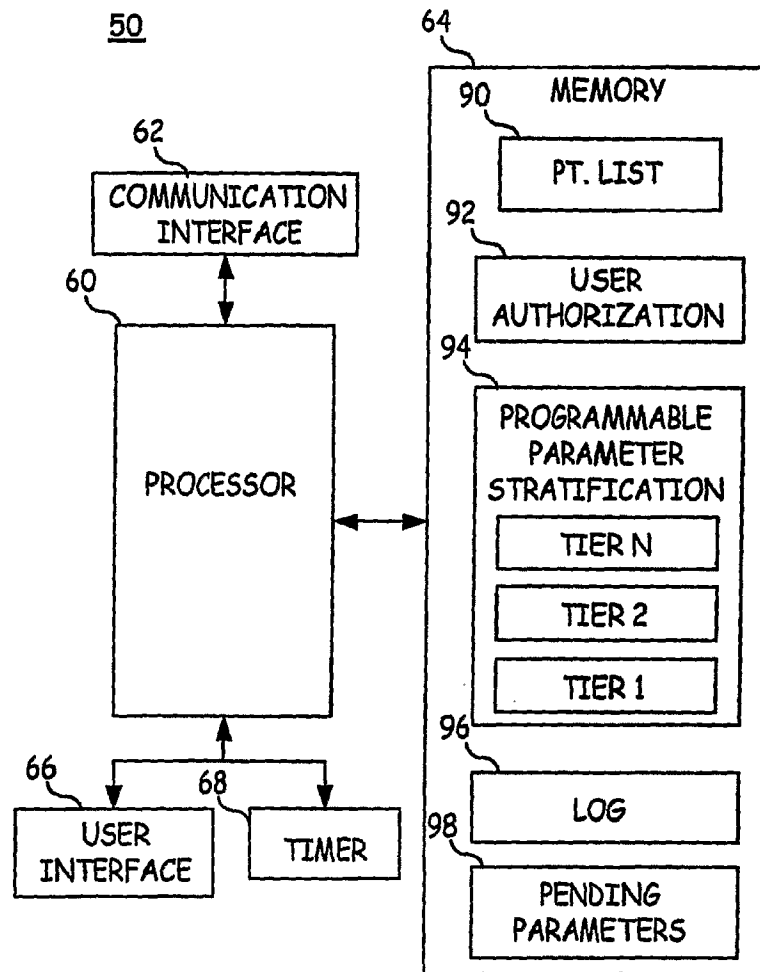 50
64
MEMORY
90
PT. LIST
62
COMMUNICATION
INTERFACE
92
USER
AUTHORIZATION
60
PROCESSOR
94
PROGRAMMABLE
PARAMETER
STRATIFICATION
TIER N
TIER 2
TIER 1
66
USER
INTERFACE
68
TIMER
96
LOG
98
PENDING
PARAMETERS